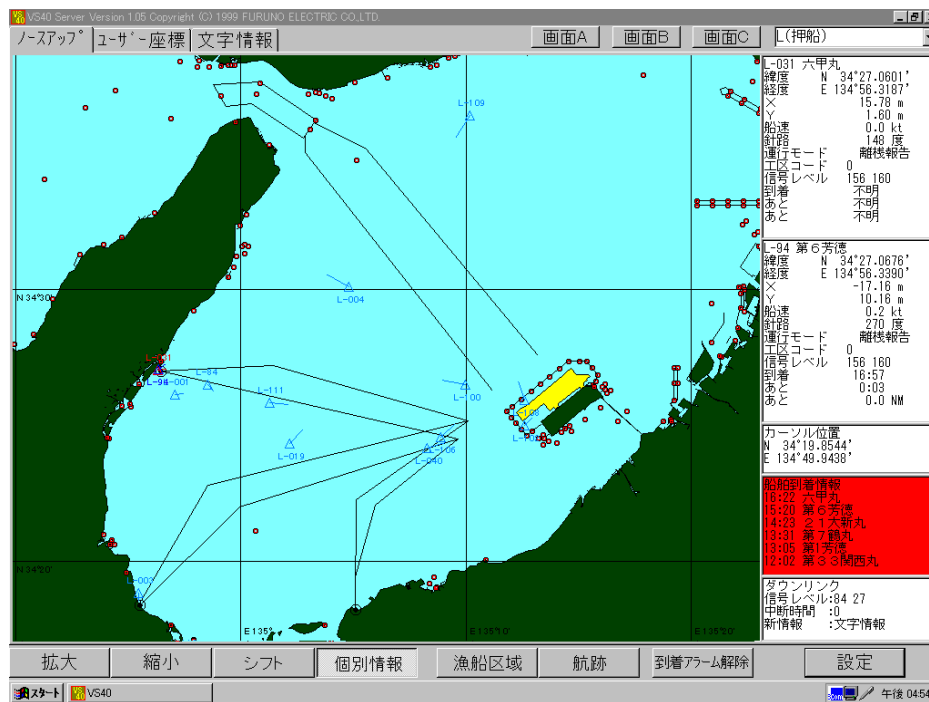 VS40 Server Version 1.05 Copyright (C) 1999 FURUNO ELECTRIC CO.,LTD.
ノースアップ ユーザー座標 文字情報 画面A 画面B 画面C L(押船)
L-031 六甲丸
緯度 N 34°27.0601'
経度 E 134°56.3187'
X 15.78 m
Y 1.60 m
船速 0.0 kt
針路 148 度
運行モード 離桟報告
工区コード 0
信号レベル 156 160
到着 不明
あと 不明
あと 不明
L-94 第6芳徳
緯度 N 34°27.0676'
経度 E 134°56.3390'
X -17.16 m
Y 10.16 m
船速 0.2 kt
針路 270 度
運行モード 離桟報告
工区コード 0
信号レベル 156 160
到着 16:57
あと 0:03
あと 0.0 NM
カーソル位置
N 34°19.8544'
E 134°49.9438'
船舶到着情報
16:22 六甲丸
15:20 第6芳徳
14:23 21大新丸
13:31 第7鶴丸
13:05 第1芳徳
12:02 第33関西丸
ダウンリンク
信号レベル:84 27
中断時間 :0
新情報 :文字情報
L-109
L-004
N 34°30'
L-94
L-84
L-111
L-100
L-019
L-106
L-040
N 34°20'
L-003
E 135°
E 135°10'
E 135°20'
拡大 縮小 シフト 個別情報 漁船区域 航跡 到着アラーム解除 設定
スタート VS40 午後 04:54